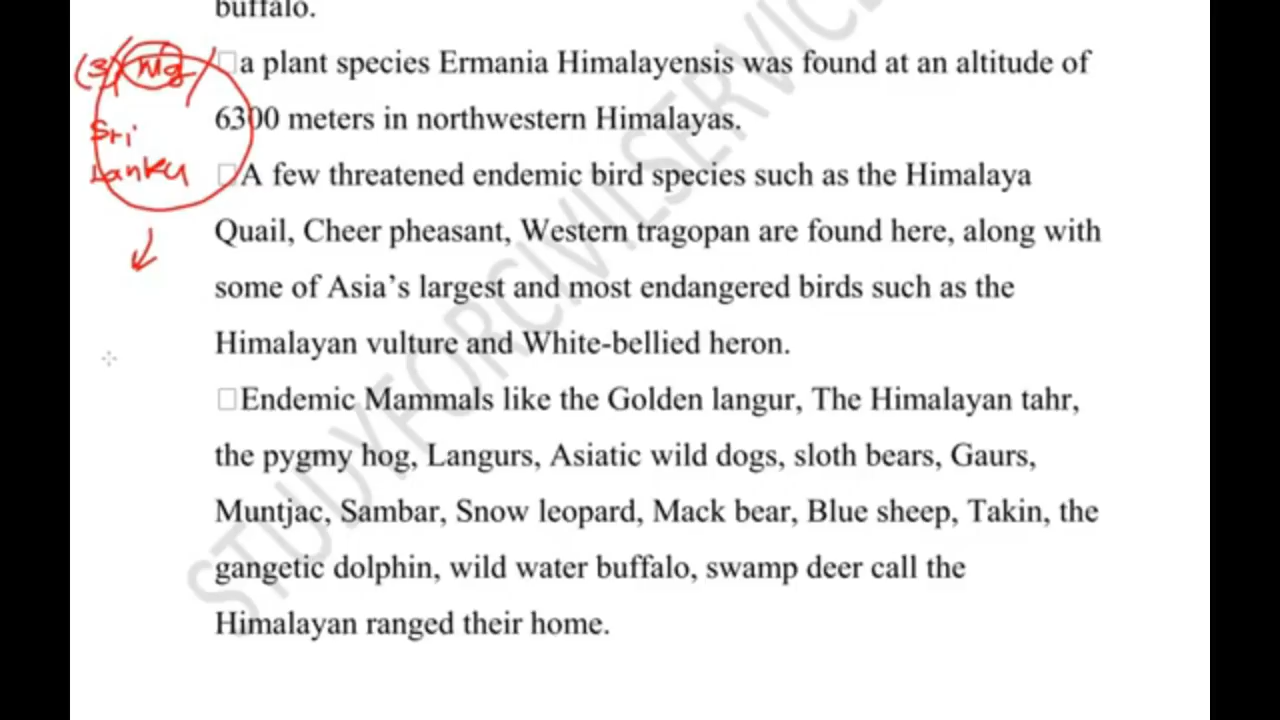 buffalo.
a plant species Ermania Himalayensis was found at an altitude of
6300 meters in northwestern Himalayas.
A few threatened endemic bird species such as the Himalaya
Quail, Cheer pheasant, Western tragopan are found here, along with
some of Asia's largest and most endangered birds such as the
Himalayan vulture and White-bellied heron.
Endemic Mammals like the Golden langur, The Himalayan tahr,
the pygmy hog, Langurs, Asiatic wild dogs, sloth bears, Gaurs,
Muntjac, Sambar, Snow leopard, Mack bear, Blue sheep, Takin, the
gangetic dolphin, wild water buffalo, swamp deer call the
Himalayan ranged their home.
(3)
Sri
Lanka
STUDYFORCIVILSERVIC